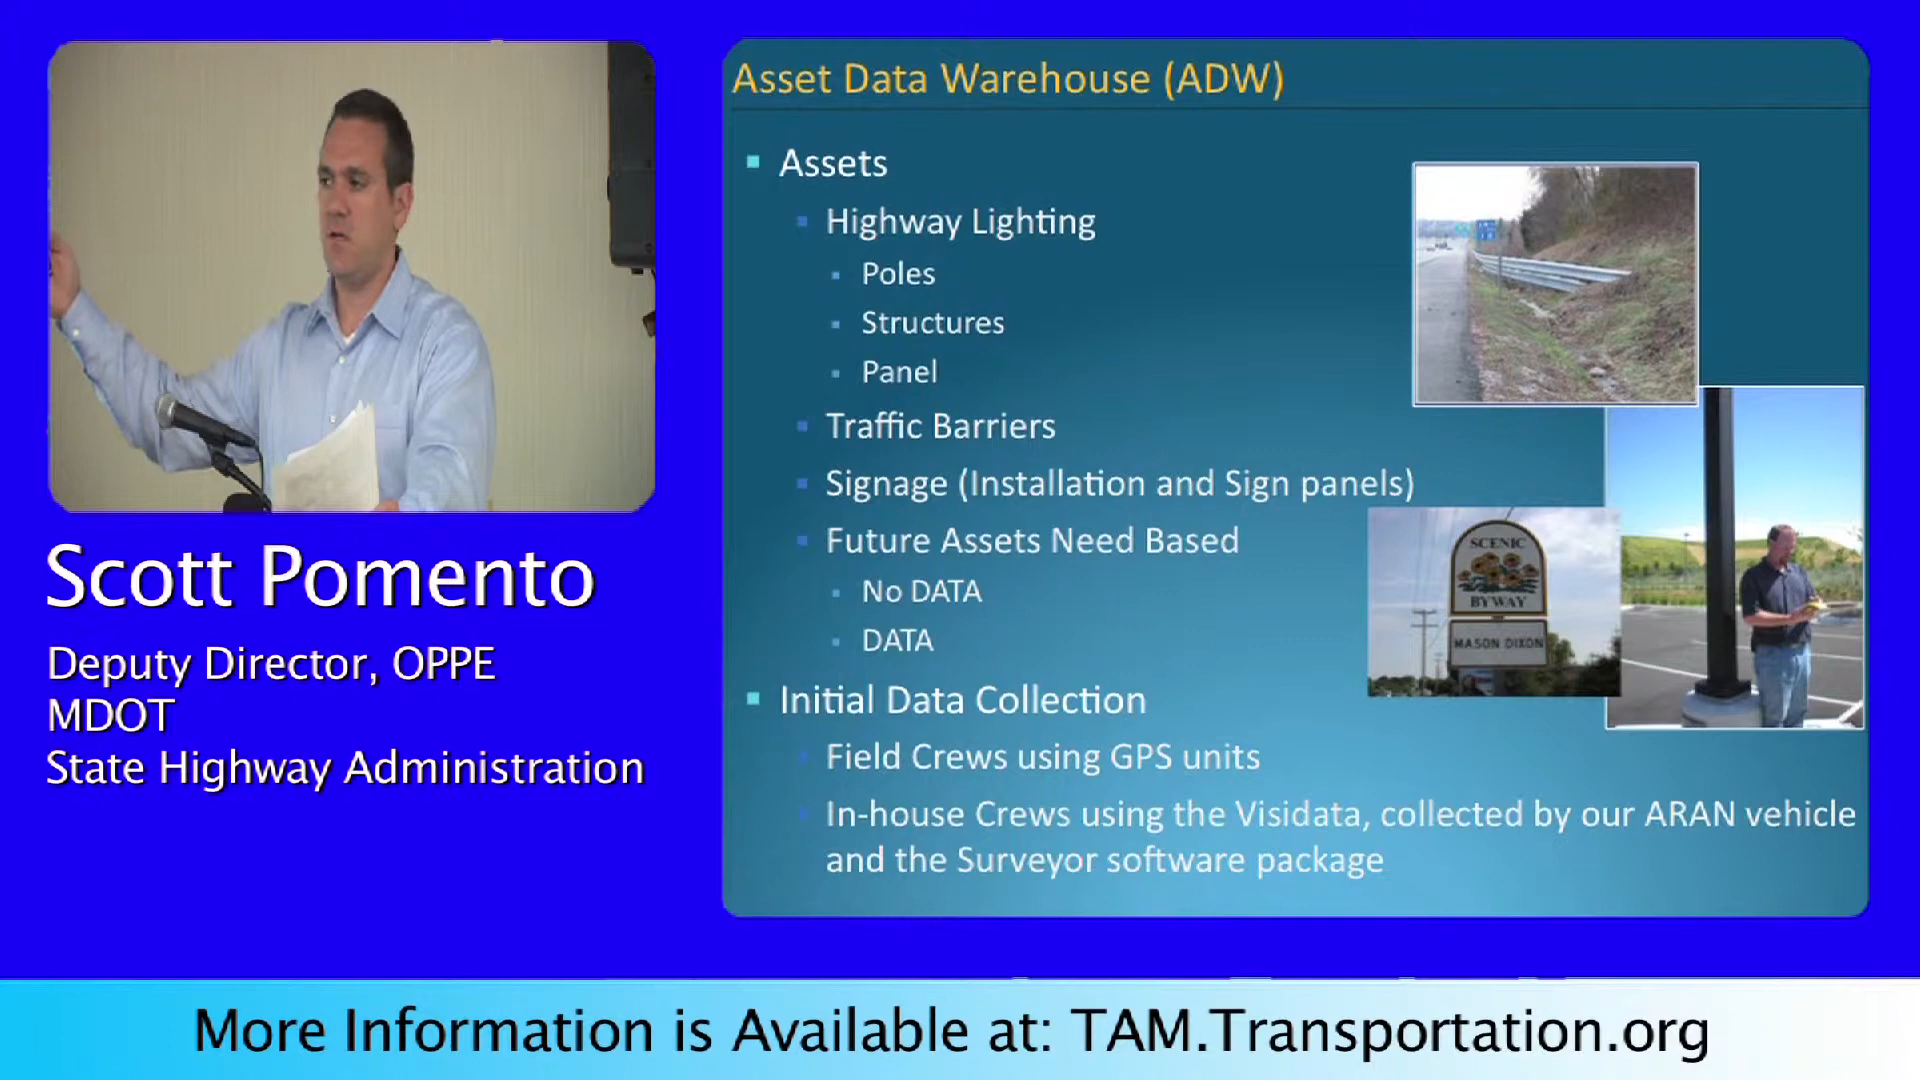 Asset Data Warehouse (ADW)
Assets
Highway Lighting
Poles
Structures
Panel
Traffic Barriers
Signage (Installation and Sign panels)
Future Assets Need Based
No DATA
DATA
Initial Data Collection
Field Crews using GPS units
In-house Crews using the Visidata, collected by our ARAN vehicle
and the Surveyor software package
SCENIC
BYWAY
MASON DIXON
Scott Pomento
Deputy Director, OPPE
MDOT
State Highway Administration
More Information is Available at: TAM.Transportation.org